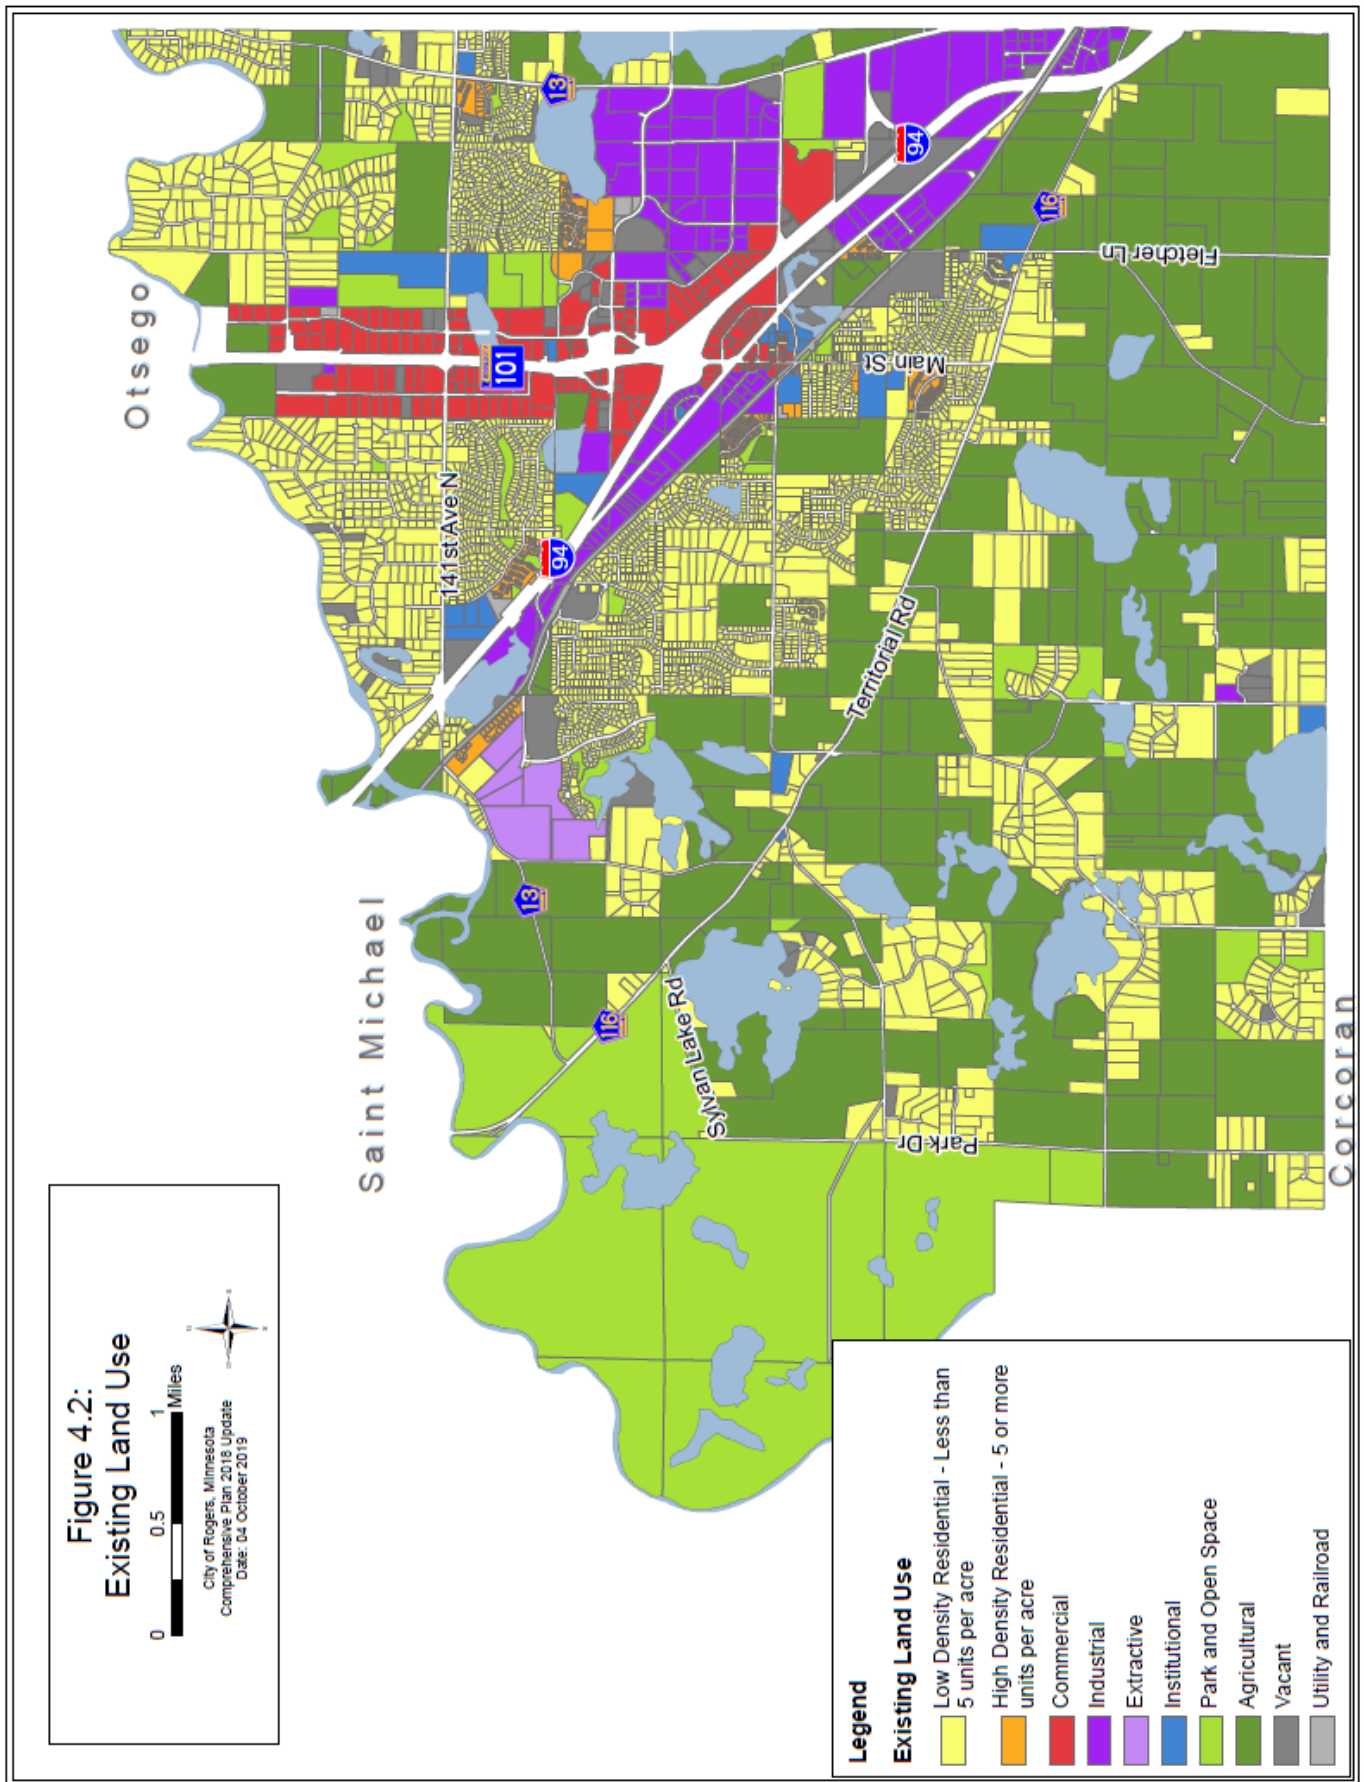 Figure 4.2:
Existing Land Use
0 0.5 1
Miles
City of Rogers, Minnesota
Comprehensive Plan 2018 Update
Date: 04 October 2019
Otsego
Saint Michael
Corcoran
13
101
141st Ave N
94
94
116
Fletcher Ln
Main St
Territorial Rd
13
116
Sylvan Lake Rd
Park Dr
Legend
Existing Land Use
Low Density Residential - Less than
5 units per acre
High Density Residential - 5 or more
units per acre
Commercial
Industrial
Extractive
Institutional
Park and Open Space
Agricultural
Vacant
Utility and Railroad